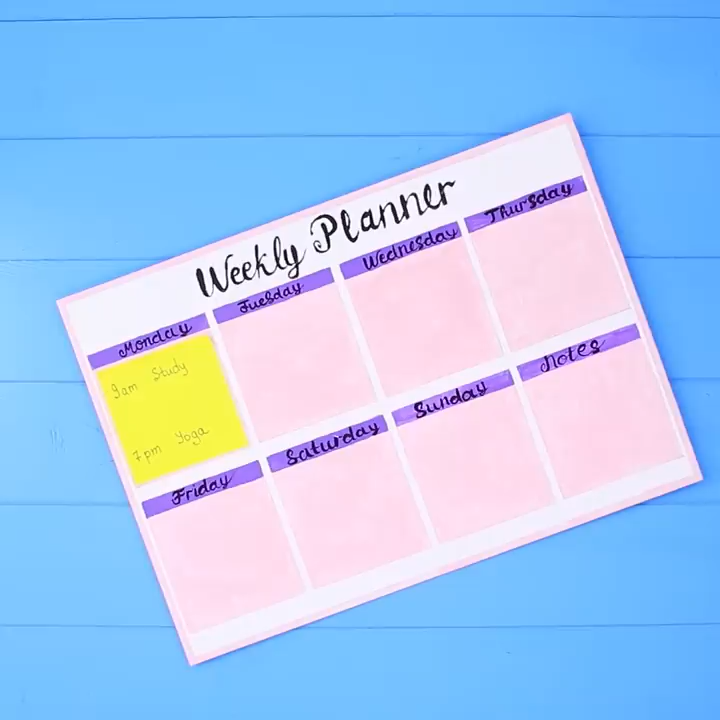 Weekly Planner
Monday Tuesday Wednesday Thursday
9am Study
7pm Yoga
Friday Saturday Sunday Notes